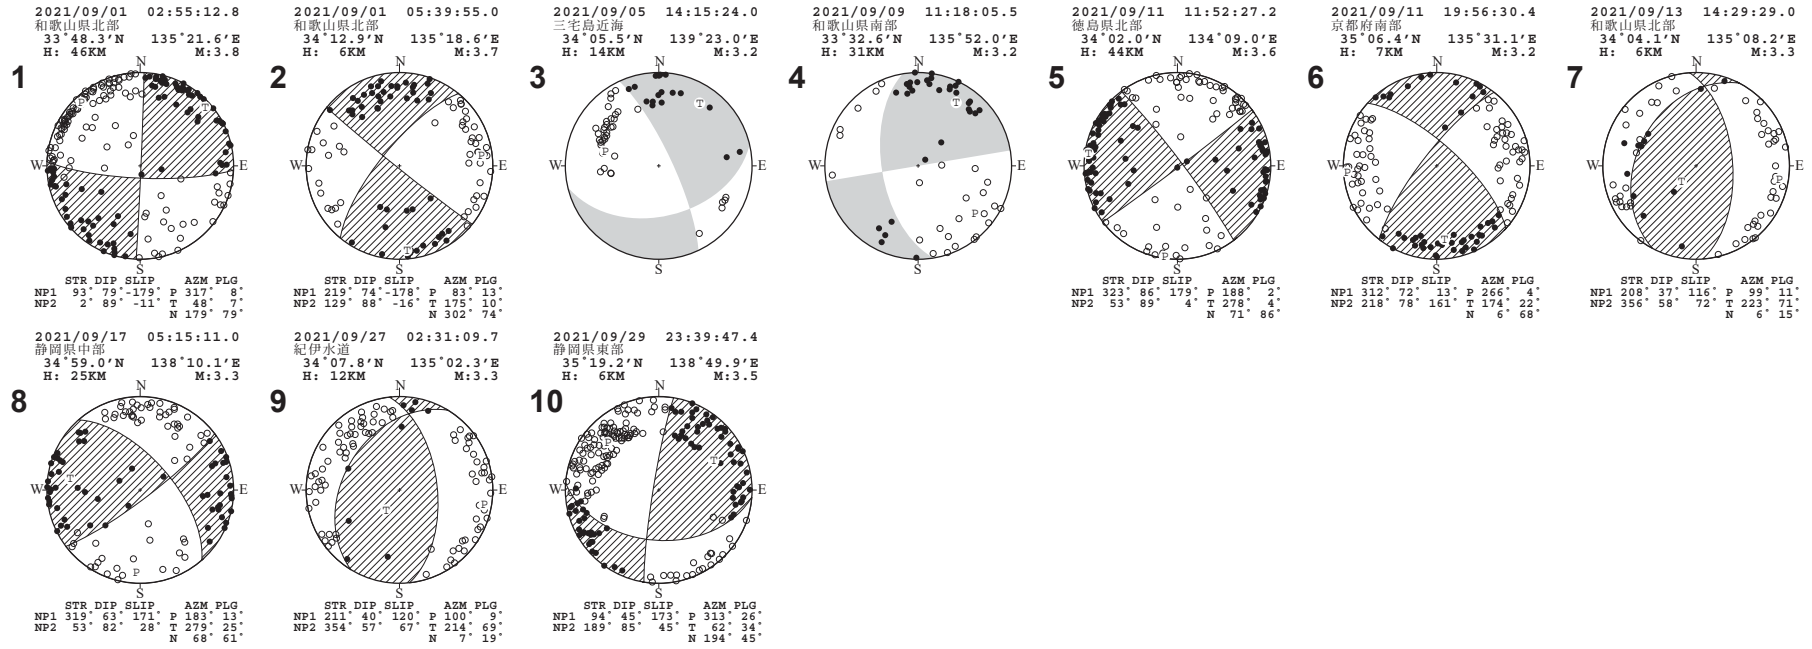 2021/09/01 02:55:12.8
和歌山県北部
33°48.3'N 135°21.6'E
H: 46KM M:3.8
1
N
P
T
W
E
S
STR DIP SLIP AZM PLG
NP1 93° 79° -179° P 317° 8°
NP2 2° 89° -11° T 48° 7°
N 179° 79°
2021/09/01 05:39:55.0
和歌山県北部
34°12.9'N 135°18.6'E
H: 6KM M:3.7
2
N
P
W
E
T
S
STR DIP SLIP AZM PLG
NP1 219° 74° -178° P 83° 13°
NP2 129° 88° -16° T 175° 10°
N 302° 74°
2021/09/05 14:15:24.0
三宅島近海
34°05.5'N 139°23.0'E
H: 14KM M:3.2
3
N
T
P
W
E
S
2021/09/09 11:18:05.5
和歌山県南部
33°32.6'N 135°52.0'E
H: 31KM M:3.2
4
N
T
W
E
P
S
2021/09/11 11:52:27.2
徳島県北部
34°02.0'N 134°09.0'E
H: 44KM M:3.6
5
N
T
W
E
P
S
STR DIP SLIP AZM PLG
NP1 323° 86° 179° P 188° 2°
NP2 53° 89° 4° T 278° 4°
N 71° 86°
2021/09/11 19:56:30.4
京都府南部
35°06.4'N 135°31.1'E
H: 7KM M:3.2
6
N
W
E
P
T
S
STR DIP SLIP AZM PLG
NP1 312° 72° 13° P 266° 4°
NP2 218° 78° 161° T 174° 22°
N 6° 68°
2021/09/13 14:29:29.0
和歌山県北部
34°04.1'N 135°08.2'E
H: 6KM M:3.3
7
N
W
E
T
P
S
STR DIP SLIP AZM PLG
NP1 208° 37° 116° P 99° 11°
NP2 356° 58° 72° T 223° 71°
N 6° 15°
2021/09/17 05:15:11.0
静岡県中部
34°59.0'N 138°10.1'E
H: 25KM M:3.3
8
N
T
W
E
P
S
STR DIP SLIP AZM PLG
NP1 319° 63° 171° P 183° 13°
NP2 53° 82° 28° T 279° 25°
N 68° 61°
2021/09/27 02:31:09.7
紀伊水道
34°07.8'N 135°02.3'E
H: 12KM M:3.3
9
N
W
E
P
T
S
STR DIP SLIP AZM PLG
NP1 211° 40° 120° P 100° 9°
NP2 354° 57° 67° T 214° 69°
N 7° 19°
2021/09/29 23:39:47.4
静岡県東部
35°19.2'N 138°49.9'E
H: 6KM M:3.5
10
N
P
T
W
E
S
STR DIP SLIP AZM PLG
NP1 94° 45° 173° P 313° 26°
NP2 189° 85° 45° T 62° 34°
N 194° 45°